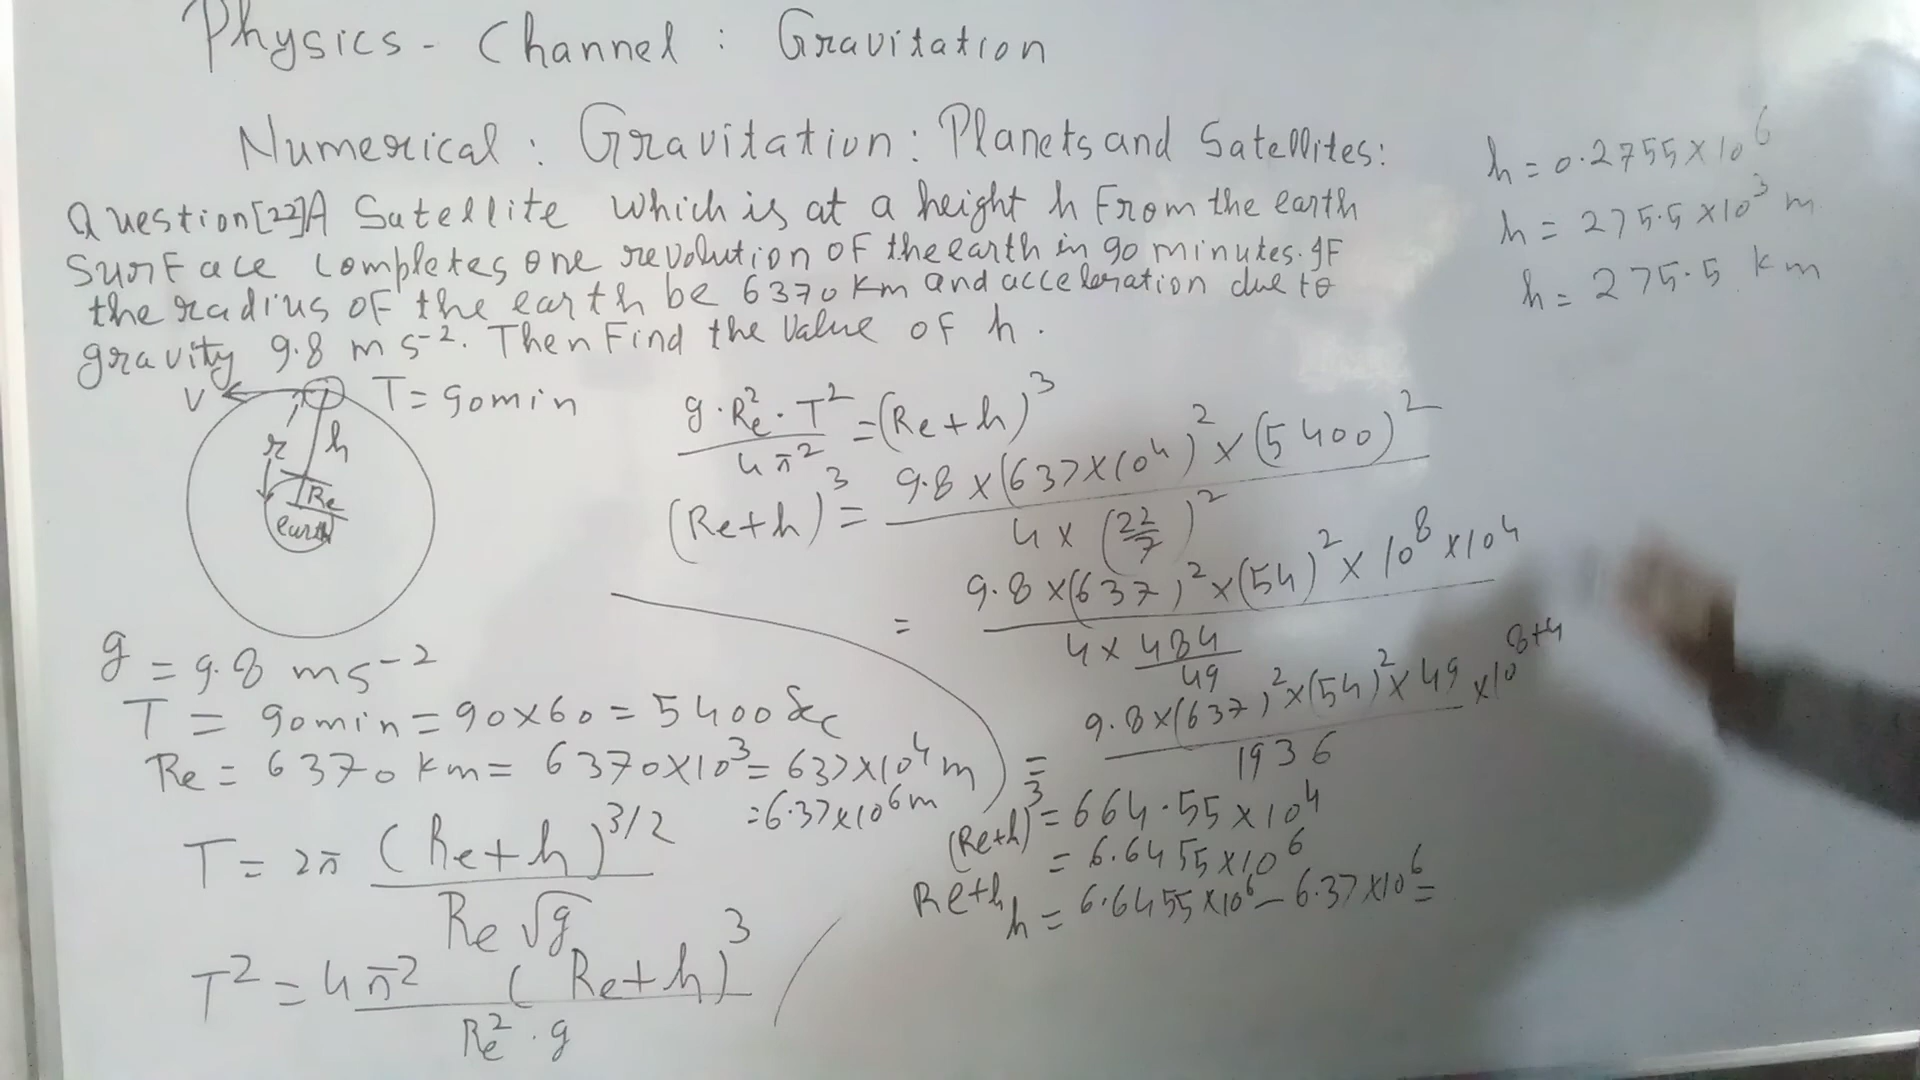 Physics - Channel : Gravitation
Numerical : Gravitation : Planets and Satellites:
Question[22]A Satellite which is at a height h From the earth
Surface completes one revolution of the earth in 90 minutes. If
the radius of the earth be 6370 km and acceleration due to
gravity 9.8 m s⁻². Then Find the Value of h.
V T = 90min
r h
Re
earth
g = 9.8 ms⁻²
T = 90min = 90×60 = 5400 Sec
Re = 6370 km = 6370×10³ = 637×10⁴ m
= 6.37×10⁶ m
T = 2π (Re+h)^3/2
Re √g
T² = 4π² (Re+h)³
Re² · g
g · Re² · T² = (Re+h)³
4π²
(Re+h)³ = 9.8 × (637×10⁴)² × (5400)²
4 × (22/7)²
= 9.8 × (637)² × (54)² × 10⁸ × 10⁴
4 × 484
49
= 9.8×(637)²×(54)²×49 ×10^8+4
1936
(Re+h)³ = 664.55 × 10⁴
= 6.6455×10⁶
Re+h
h = 6.6455×10⁶ – 6.37×10⁶ =
h = 0.2755×10⁶
h = 275.5 ×10³ m
h = 275.5 km